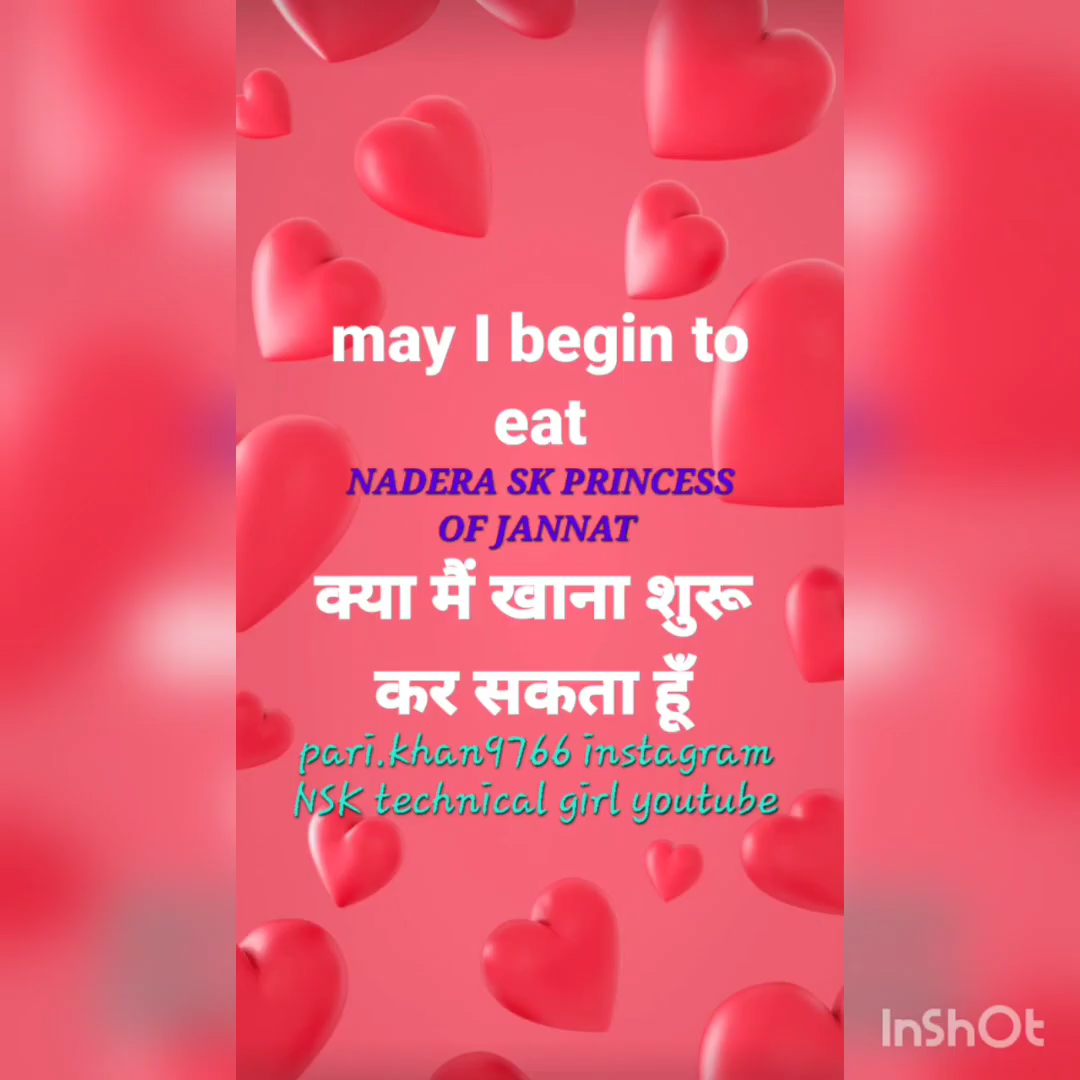 may I begin to
eat
NADERA SK PRINCESS
OF JANNAT
क्या मैं खाना शुरू
कर सकता हूँ
pari.khan9766 instagram
NSK technical girl youtube
InShOt